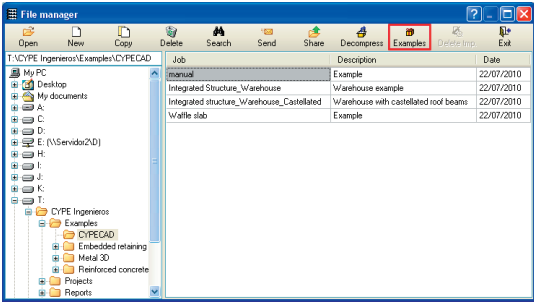 File manager
Open New Copy Delete Search Send Share Decompress Examples Delete Imp. Exit
T:\CYPE Ingenieros\Examples\CYPECAD
My PC
Desktop
My documents
A:
C:
D:
E: (\\Servidor2\D)
H:
I:
J:
K:
T:
CYPE Ingenieros
Examples
CYPECAD
Embedded retaining
Metal 3D
Reinforced concrete
Projects
Reports
Job Description Date
manual Example 22/07/2010
Integrated Structure_Warehouse Warehouse example 22/07/2010
Integrated structure_Warehouse_Castellated Warehouse with castellated roof beams 22/07/2010
Waffle slab Example 22/07/2010